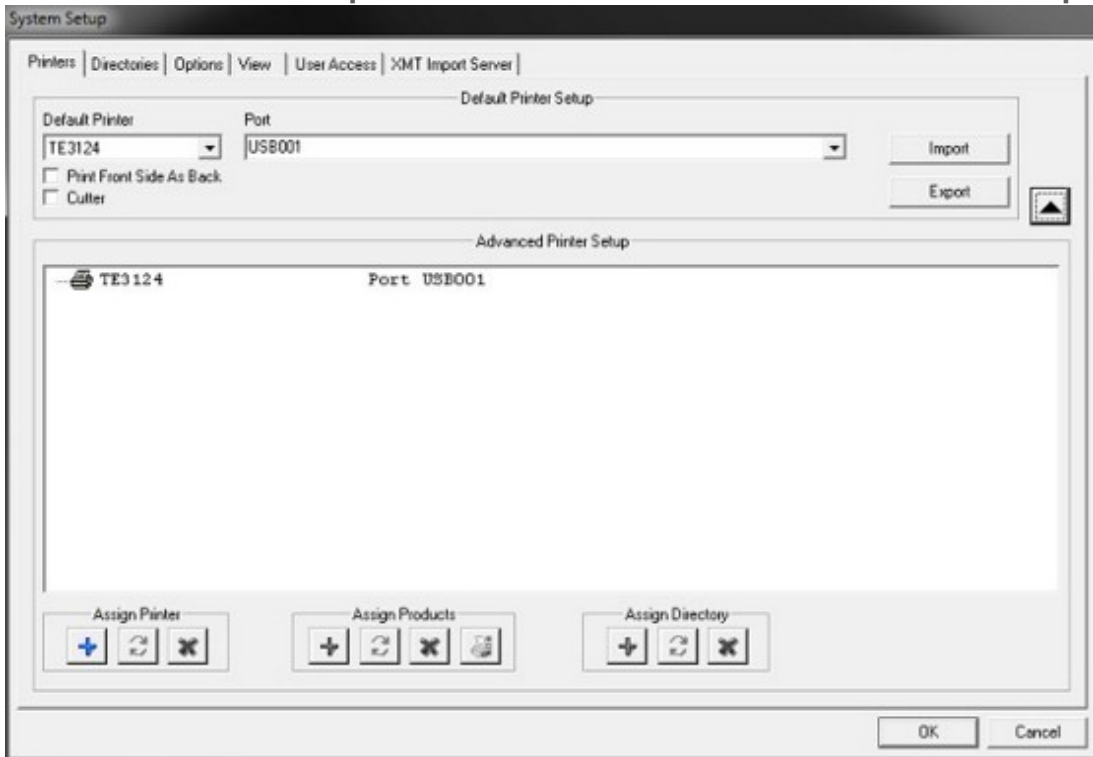 System Setup
Printers Directories Options View User Access XMT Import Server
Default Printer Setup
Default Printer Port
TE3124 USB001 Import
Print Front Side As Back
Cutter
Export
Advanced Printer Setup
TE3124 Port USB001
Assign Printer Assign Products Assign Directory
OK Cancel